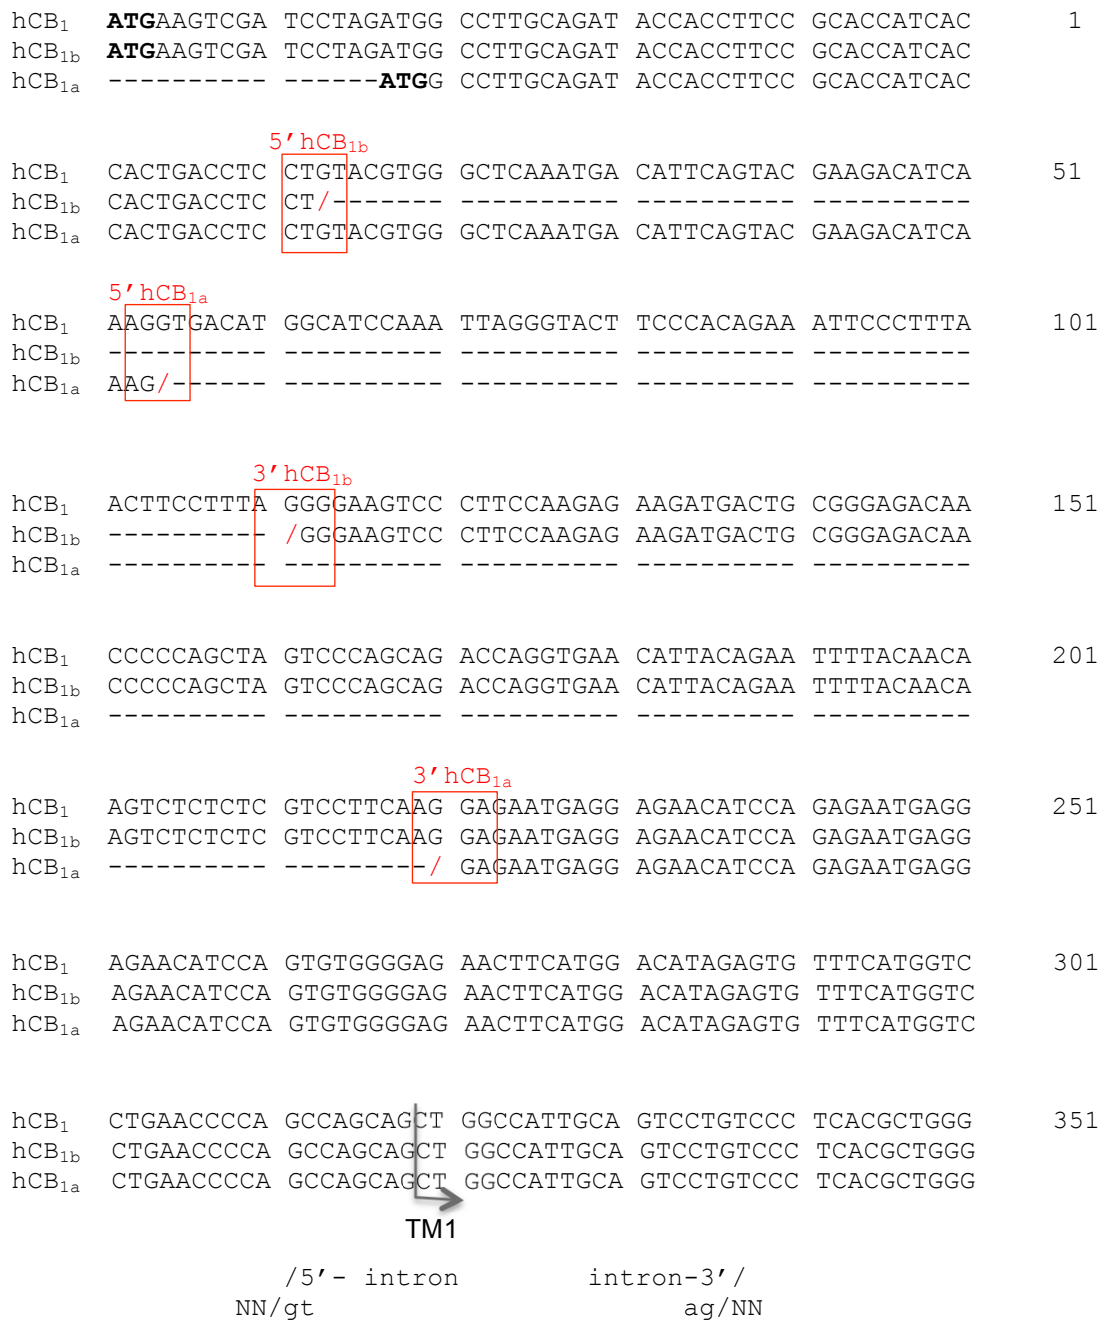 hCB1 ATGAAGTCGA TCCTAGATGG CCTTGCAGAT ACCACCTTCC GCACCATCAC 1
hCB1b ATGAAGTCGA TCCTAGATGG CCTTGCAGAT ACCACCTTCC GCACCATCAC
hCB1a ---------- ------ATGG CCTTGCAGAT ACCACCTTCC GCACCATCAC
5′hCB1b
hCB1 CACTGACCTC CTGTACGTGG GCTCAAATGA CATTCAGTAC GAAGACATCA 51
hCB1b CACTGACCTC CT/------- ---------- ---------- ----------
hCB1a CACTGACCTC CTGTACGTGG GCTCAAATGA CATTCAGTAC GAAGACATCA
5′hCB1a
hCB1 AAGGTGACAT GGCATCCAAA TTAGGGTACT TCCCACAGAA ATTCCCTTTA 101
hCB1b ---------- ---------- ---------- ---------- ----------
hCB1a AAG/------ ---------- ---------- ---------- ----------
3′hCB1b
hCB1 ACTTCCTTTA GGGGAAGTCC CTTCCAAGAG AAGATGACTG CGGGAGACAA 151
hCB1b ---------- /GGGAAGTCC CTTCCAAGAG AAGATGACTG CGGGAGACAA
hCB1a ---------- ---------- ---------- ---------- ----------
hCB1 CCCCCAGCTA GTCCCAGCAG ACCAGGTGAA CATTACAGAA TTTTACAACA 201
hCB1b CCCCCAGCTA GTCCCAGCAG ACCAGGTGAA CATTACAGAA TTTTACAACA
hCB1a ---------- ---------- ---------- ---------- ----------
3′hCB1a
hCB1 AGTCTCTCTC GTCCTTCAAG GAGAATGAGG AGAACATCCA GAGAATGAGG 251
hCB1b AGTCTCTCTC GTCCTTCAAG GAGAATGAGG AGAACATCCA GAGAATGAGG
hCB1a ---------- ----------/ GAGAATGAGG AGAACATCCA GAGAATGAGG
hCB1 AGAACATCCA GTGTGGGGAG AACTTCATGG ACATAGAGTG TTTCATGGTC 301
hCB1b AGAACATCCA GTGTGGGGAG AACTTCATGG ACATAGAGTG TTTCATGGTC
hCB1a AGAACATCCA GTGTGGGGAG AACTTCATGG ACATAGAGTG TTTCATGGTC
hCB1 CTGAACCCCA GCCAGCAGCT GGCCATTGCA GTCCTGTCCC TCACGCTGGG 351
hCB1b CTGAACCCCA GCCAGCAGCT GGCCATTGCA GTCCTGTCCC TCACGCTGGG
hCB1a CTGAACCCCA GCCAGCAGCT GGCCATTGCA GTCCTGTCCC TCACGCTGGG
TM1
/5′- intron intron-3′/
NN/gt ag/NN